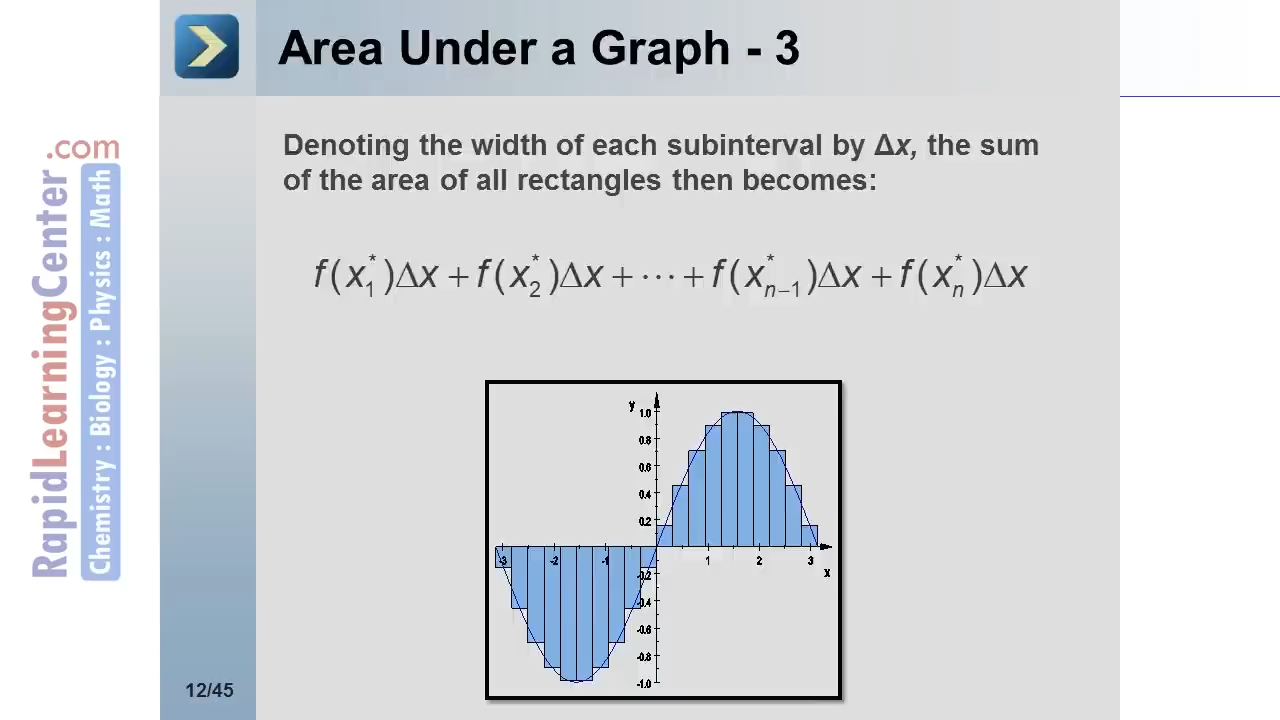 Area Under a Graph - 3
.com
RapidLearningCenter
Chemistry : Biology : Physics : Math
Denoting the width of each subinterval by Δx, the sum
of the area of all rectangles then becomes:
f(x₁*)Δx + f(x₂*)Δx + ⋯ + f(xₙ₋₁*)Δx + f(xₙ*)Δx
y
1.0
0.8
0.6
0.4
0.2
-3 -2 -1 1 2 3
x
-0.2
-0.4
-0.6
-0.8
-1.0
12/45